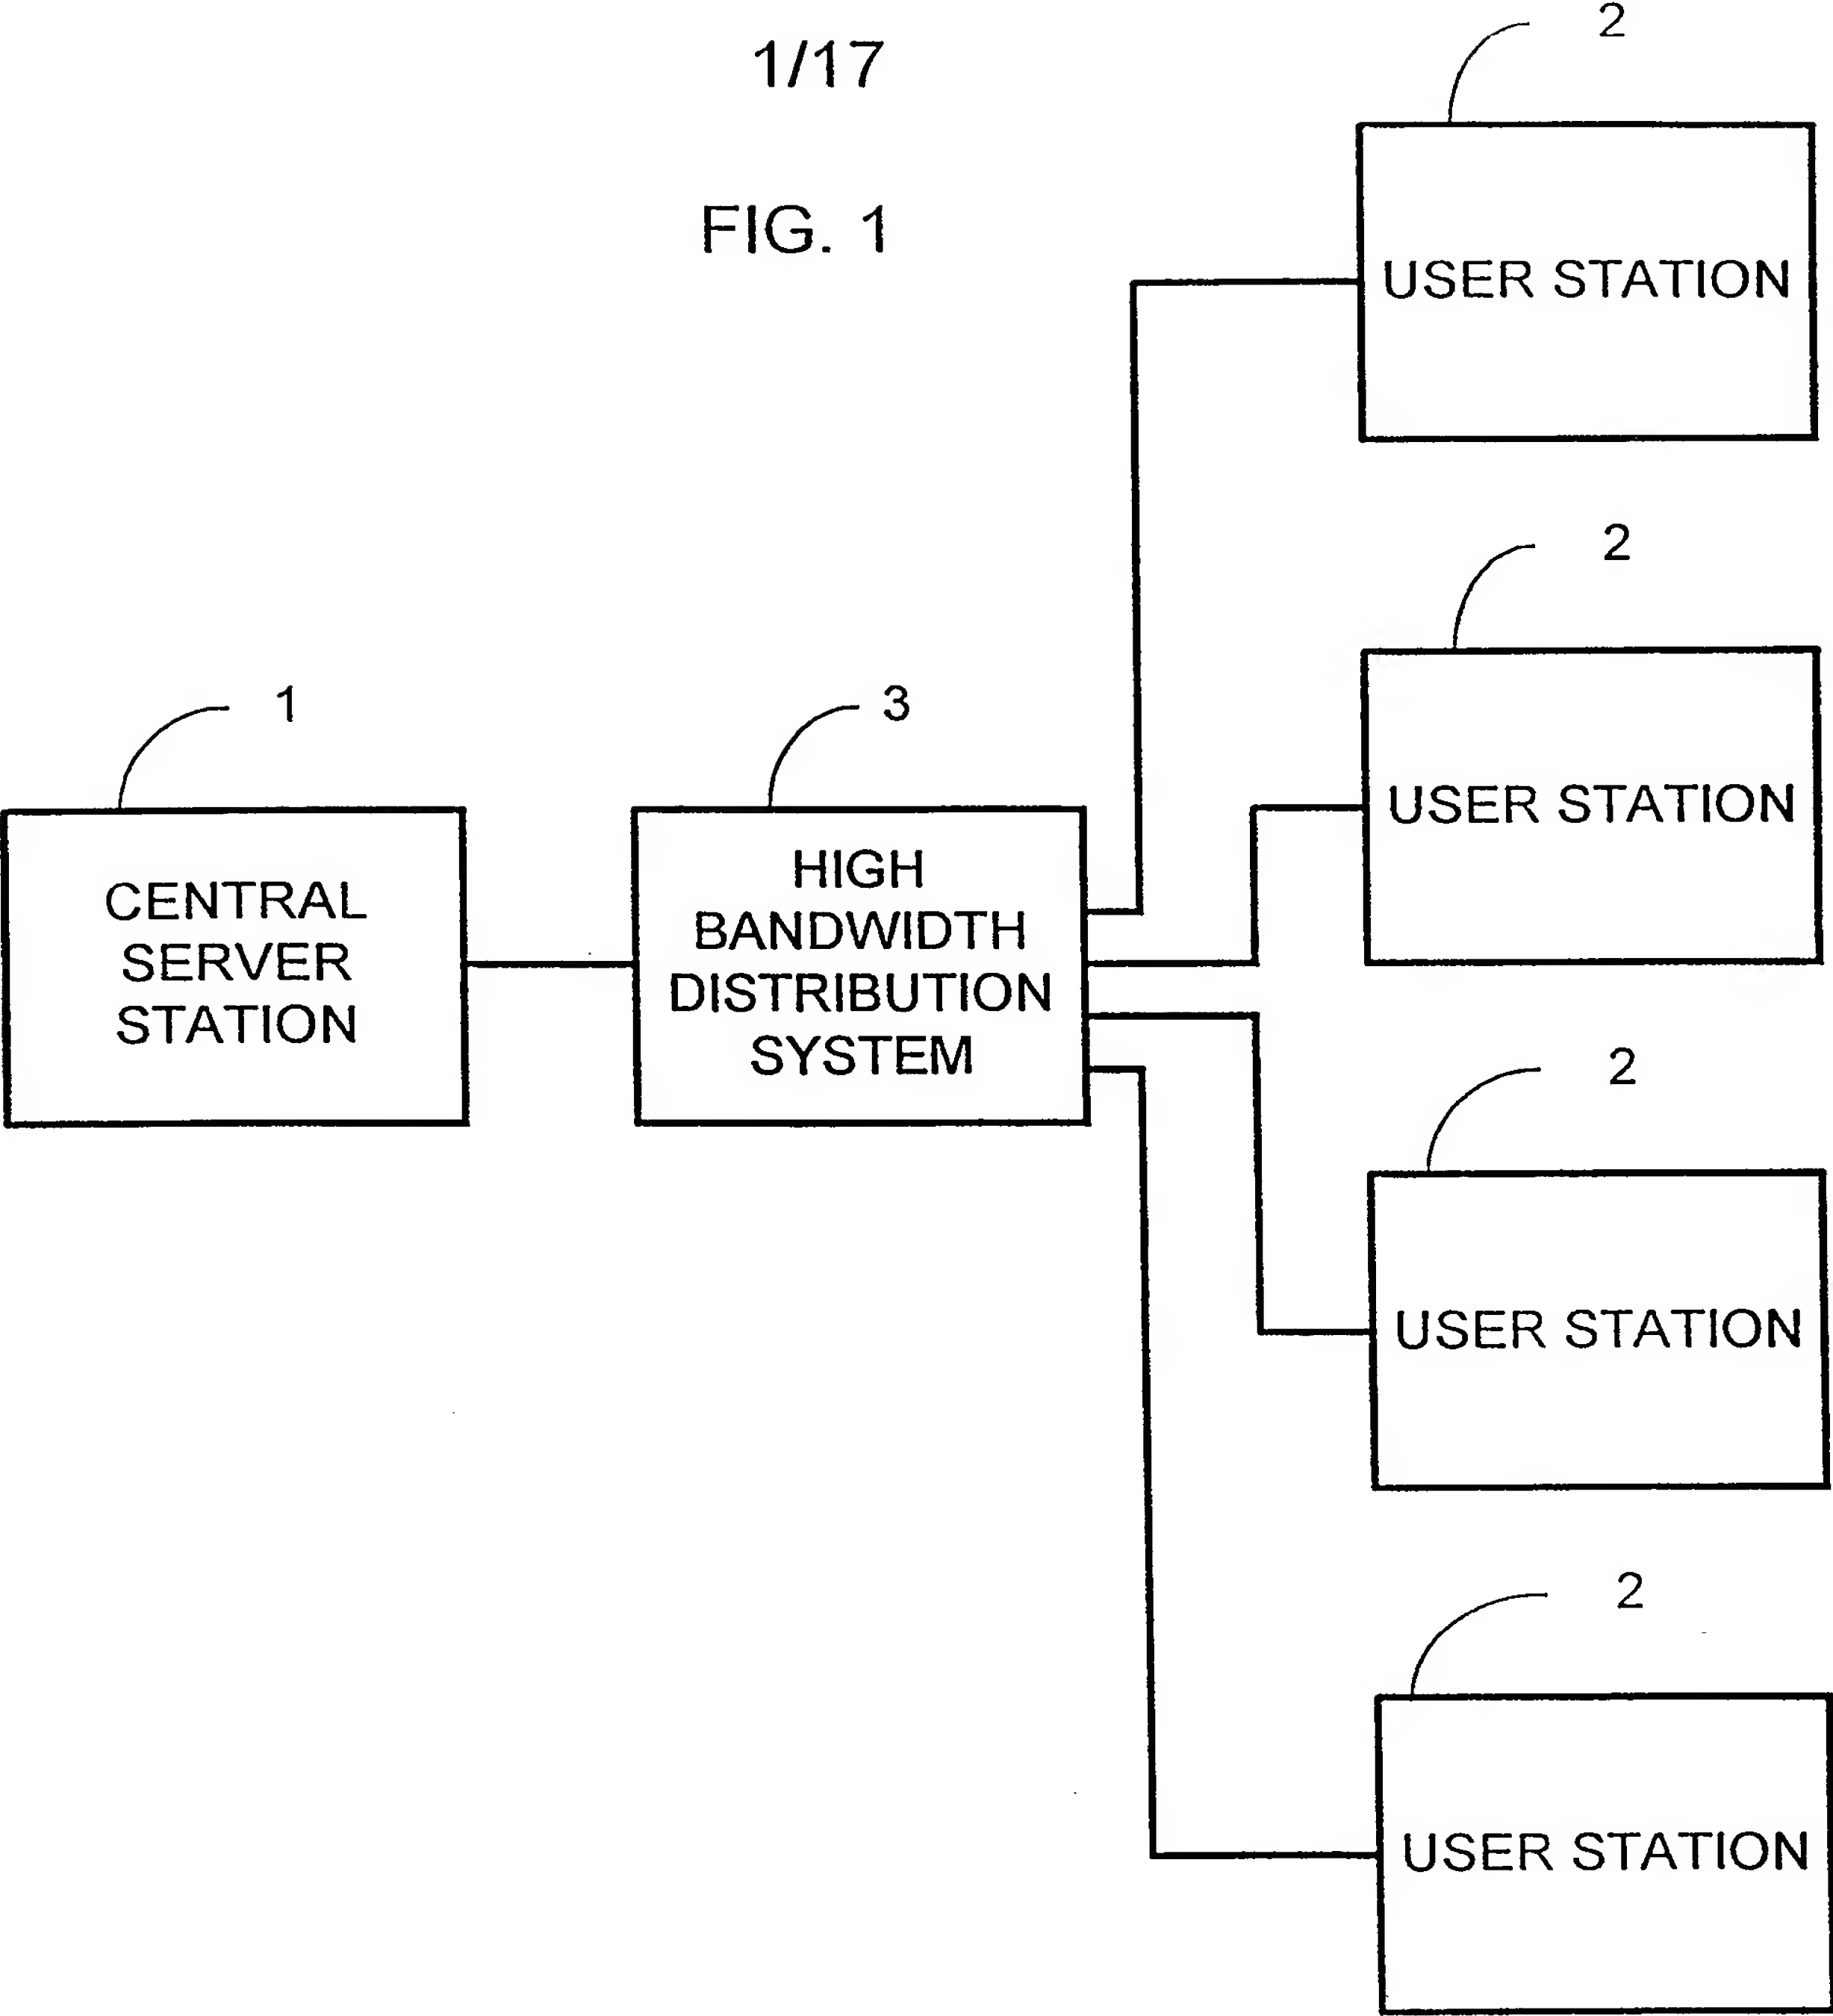 1/17
FIG. 1
2
USER STATION
2
USER STATION
1
CENTRAL
SERVER
STATION
3
HIGH
BANDWIDTH
DISTRIBUTION
SYSTEM
2
USER STATION
2
USER STATION